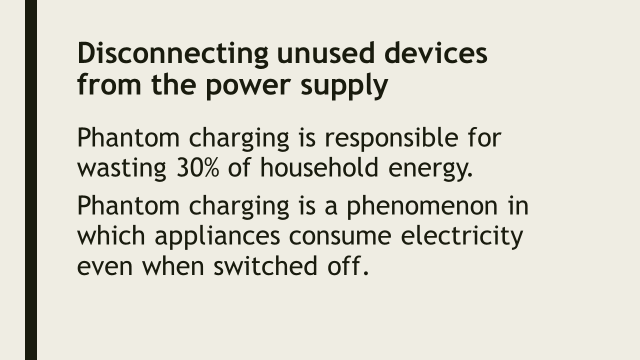 Disconnecting unused devices
from the power supply
Phantom charging is responsible for
wasting 30% of household energy.
Phantom charging is a phenomenon in
which appliances consume electricity
even when switched off.